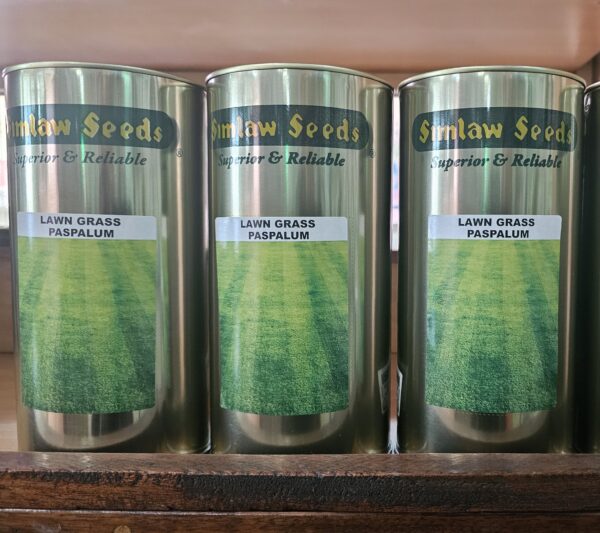 Simlaw Seeds
Superior & Reliable
LAWN GRASS
PASPALUM
Simlaw Seeds
Superior & Reliable
LAWN GRASS
PASPALUM
Simlaw Seeds
Superior & Reliable
LAWN GRASS
PASPALUM